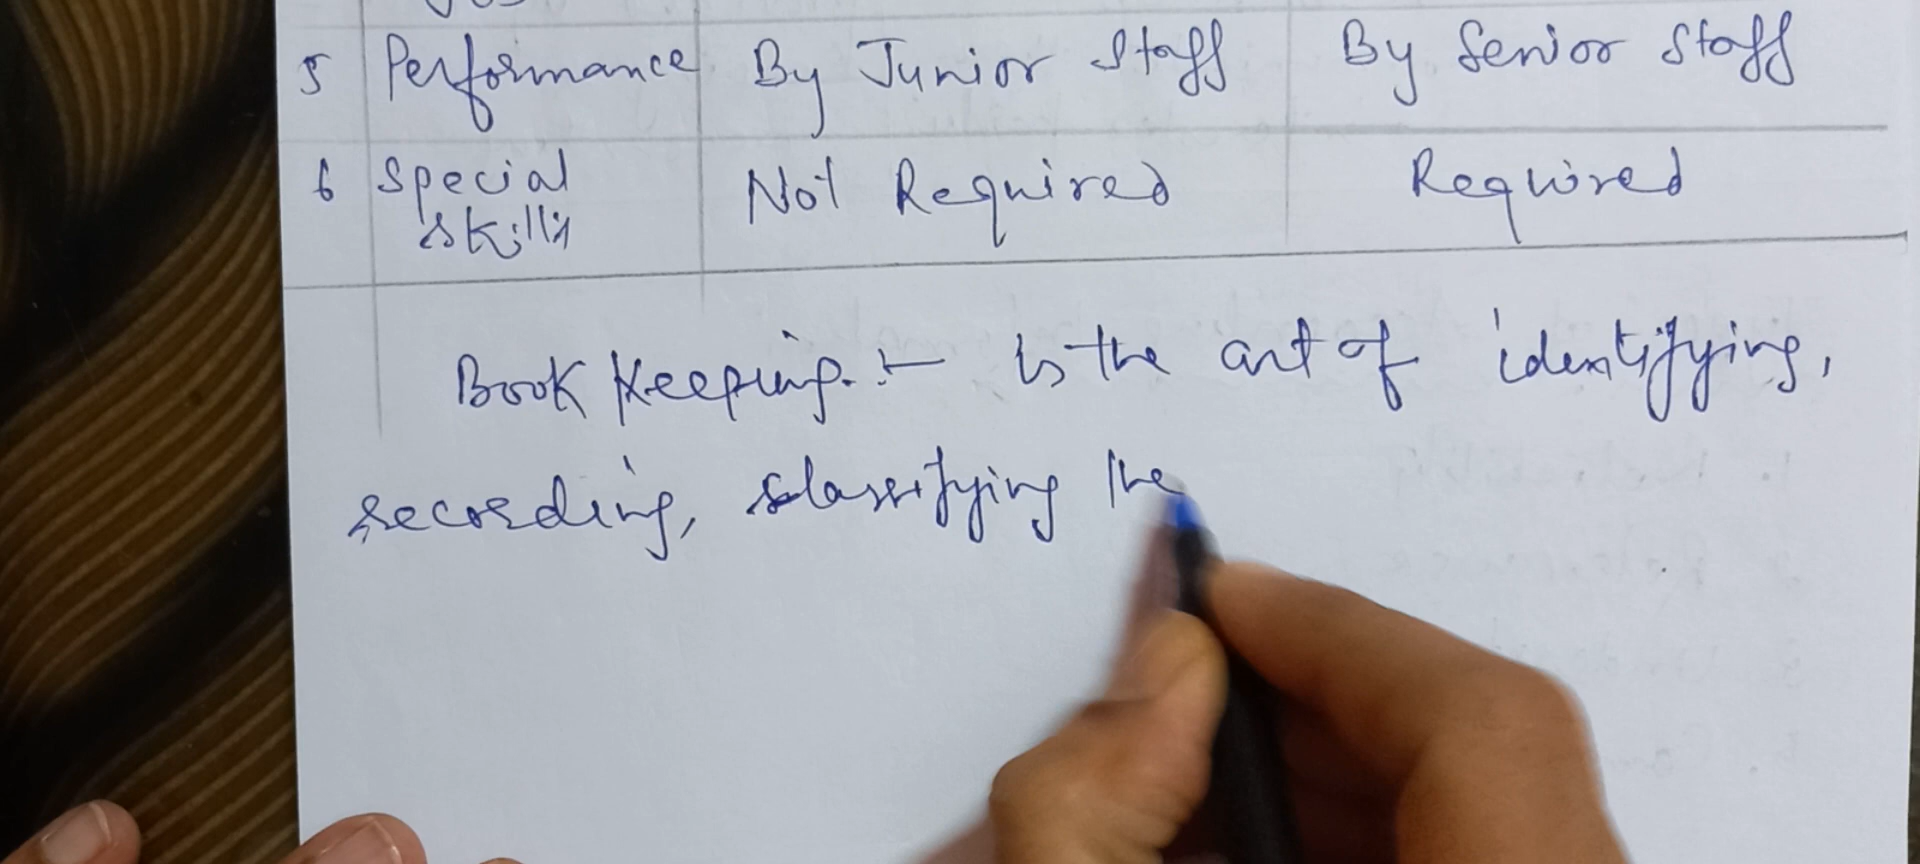 5 Performance By Junior Staff By Senior Staff
6 Special Skills Not Required Required
Book Keeping :- Is the art of identifying,
recording, classifying the